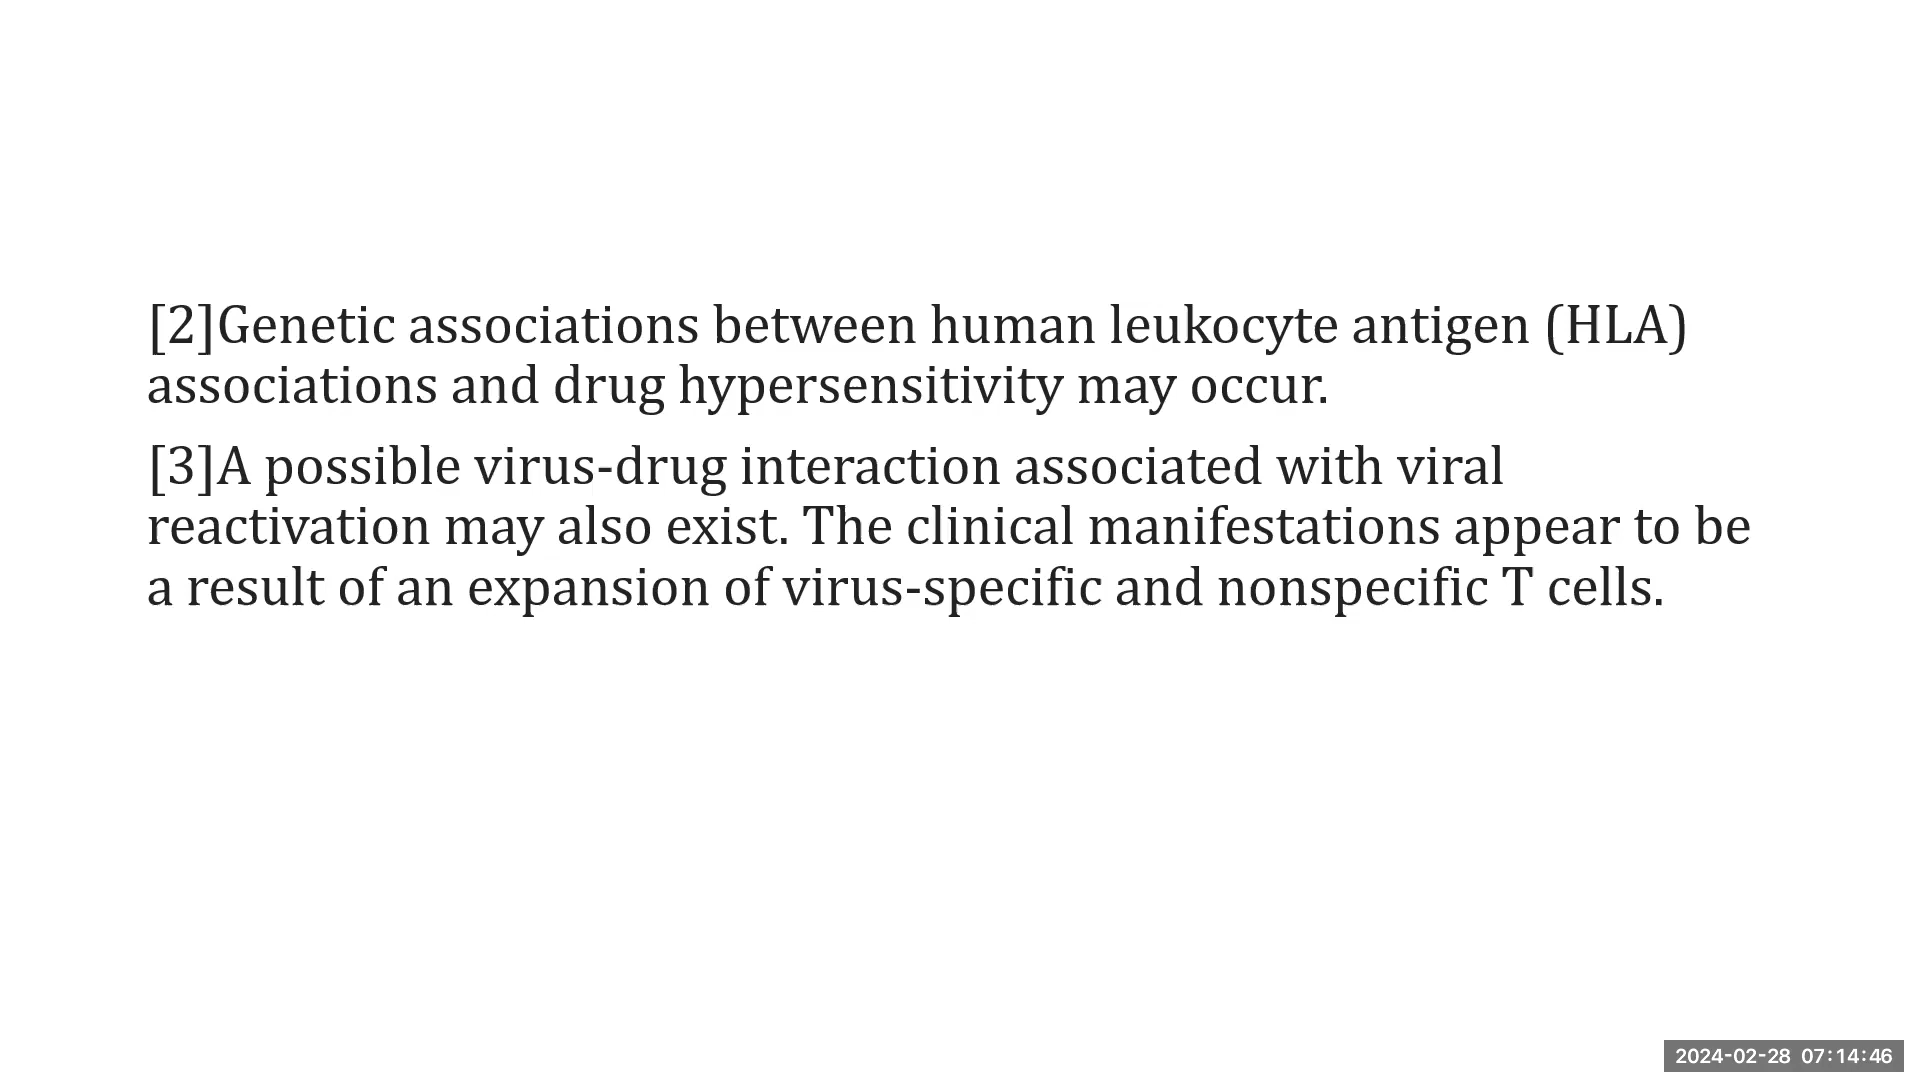 [2]Genetic associations between human leukocyte antigen (HLA)
associations and drug hypersensitivity may occur.
[3]A possible virus-drug interaction associated with viral
reactivation may also exist. The clinical manifestations appear to be
a result of an expansion of virus-specific and nonspecific T cells.
2024-02-28 07:14:46